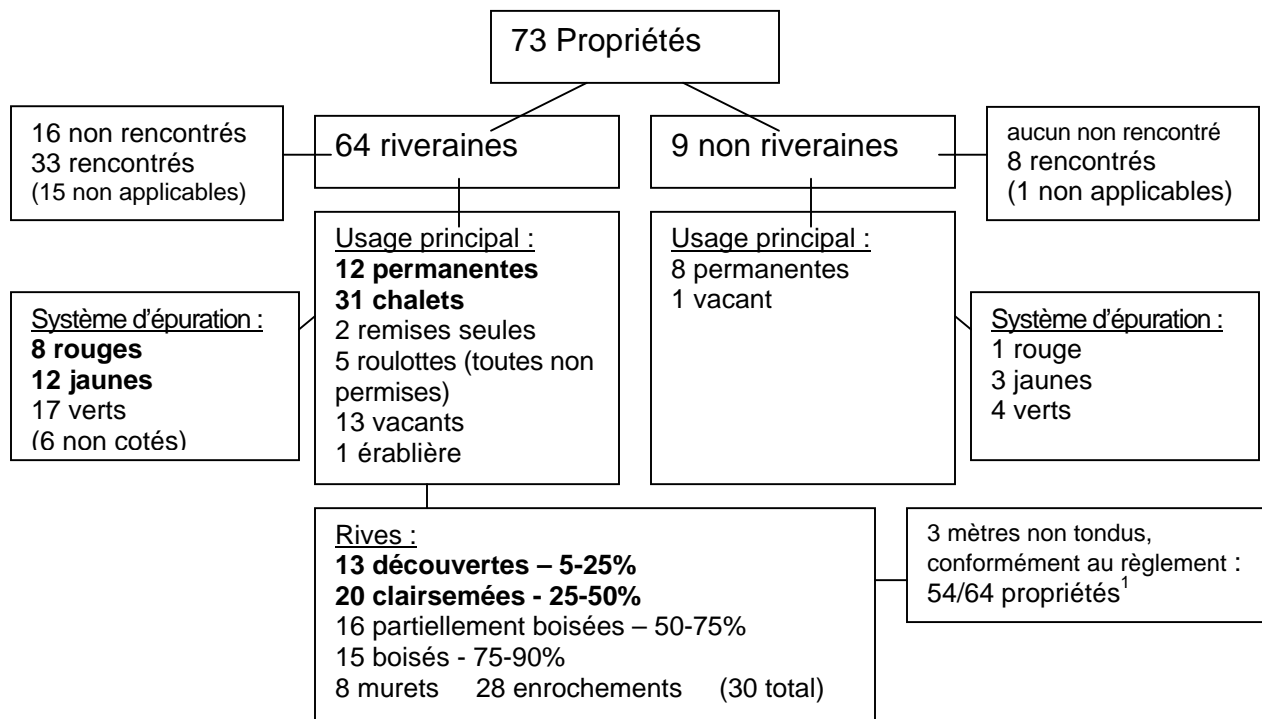 73 Propriétés
16 non rencontrés
33 rencontrés
(15 non applicables)
64 riveraines
9 non riveraines
aucun non rencontré
8 rencontrés
(1 non applicables)
Usage principal :
12 permanentes
31 chalets
2 remises seules
5 roulottes (toutes non
permises)
13 vacants
1 érablière
Usage principal :
8 permanentes
1 vacant
Système d'épuration :
8 rouges
12 jaunes
17 verts
(6 non cotés)
Système d'épuration :
1 rouge
3 jaunes
4 verts
Rives :
13 découvertes – 5-25%
20 clairsemées - 25-50%
16 partiellement boisées – 50-75%
15 boisés - 75-90%
8 murets 28 enrochements (30 total)
3 mètres non tondus,
conformément au règlement :
54/64 propriétés¹